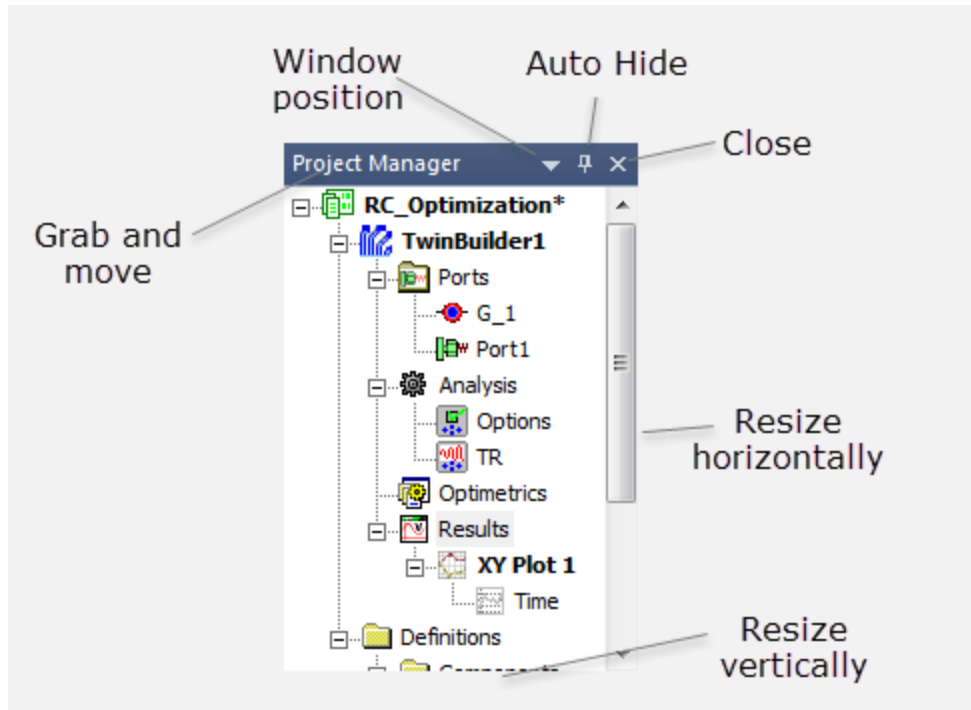 Window
position
Auto Hide
Close
Project Manager
RC_Optimization*
Grab and
move
TwinBuilder1
Ports
G_1
Port1
Analysis
Options
TR
Resize
horizontally
Optimetrics
Results
XY Plot 1
Time
Resize
vertically
Definitions
Components